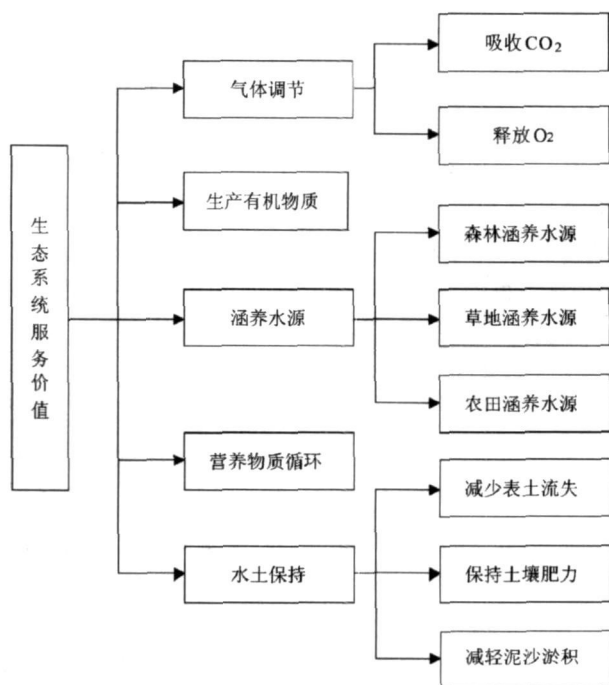 生态系统服务价值
气体调节
吸收CO₂
释放O₂
生产有机物质
涵养水源
森林涵养水源
草地涵养水源
农田涵养水源
营养物质循环
水土保持
减少表土流失
保持土壤肥力
减轻泥沙淤积